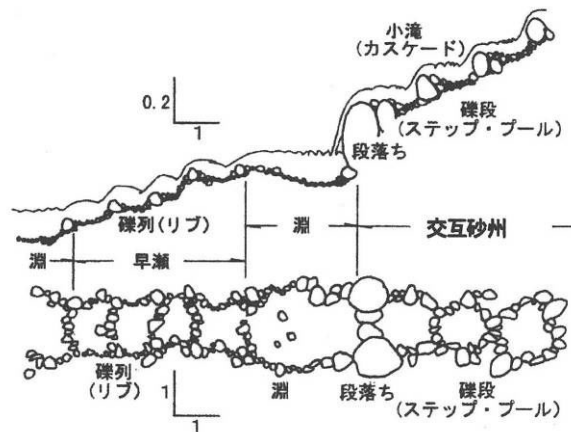 小滝
(カスケード)
0.2
1
礫段
(ステップ・プール)
段落ち
礫列(リブ)
淵
交互砂州
淵
早瀬
礫列
(リブ)
1
1
淵
段落ち
礫段
(ステップ・プール)